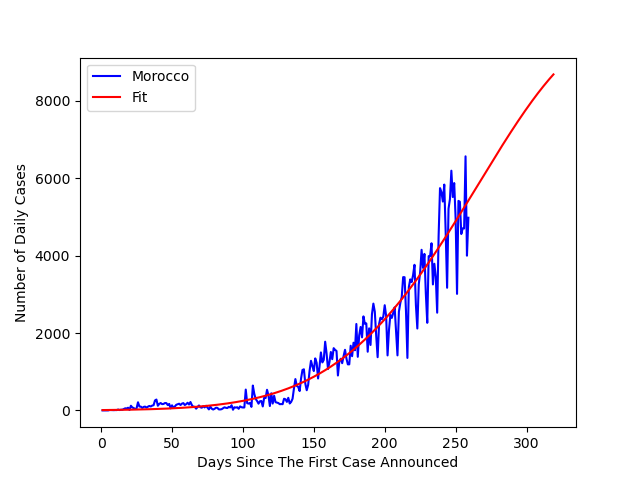 Morocco
Fit
Number of Daily Cases
8000
6000
4000
2000
0
0 50 100 150 200 250 300
Days Since The First Case Announced